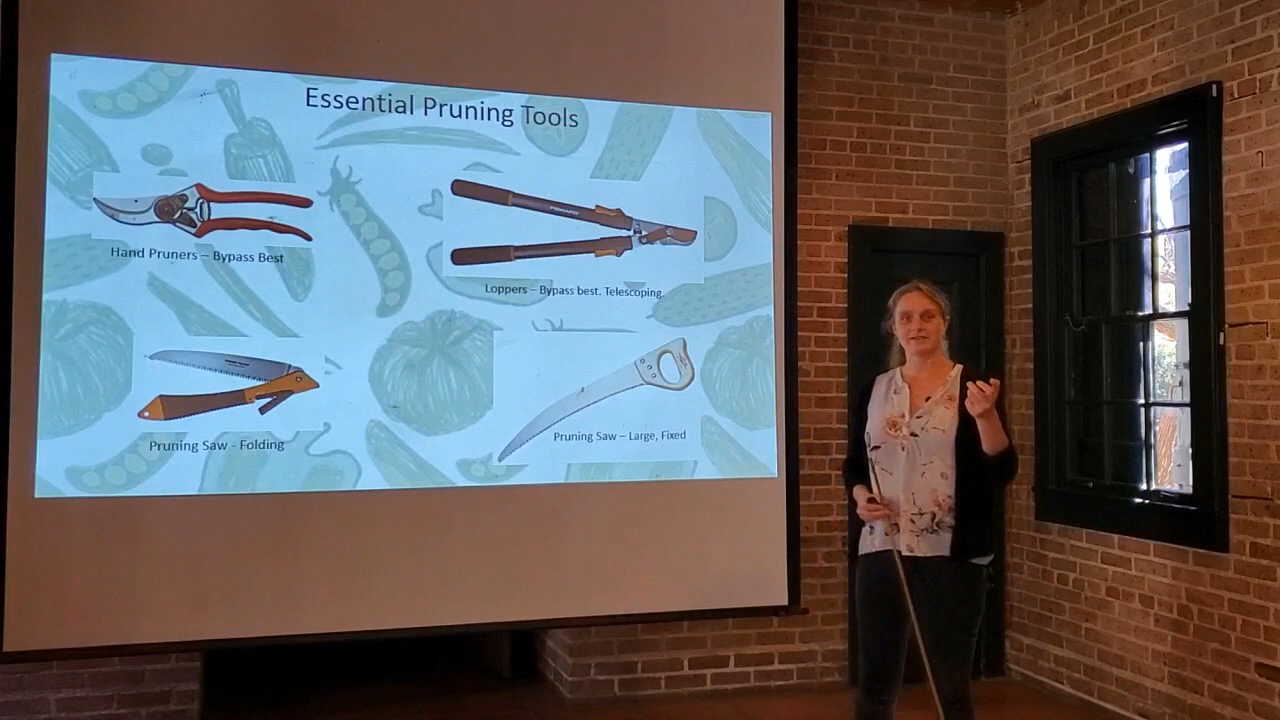 Essential Pruning Tools
Hand Pruners – Bypass Best
Loppers – Bypass best. Telescoping.
Pruning Saw - Folding
Pruning Saw – Large, Fixed